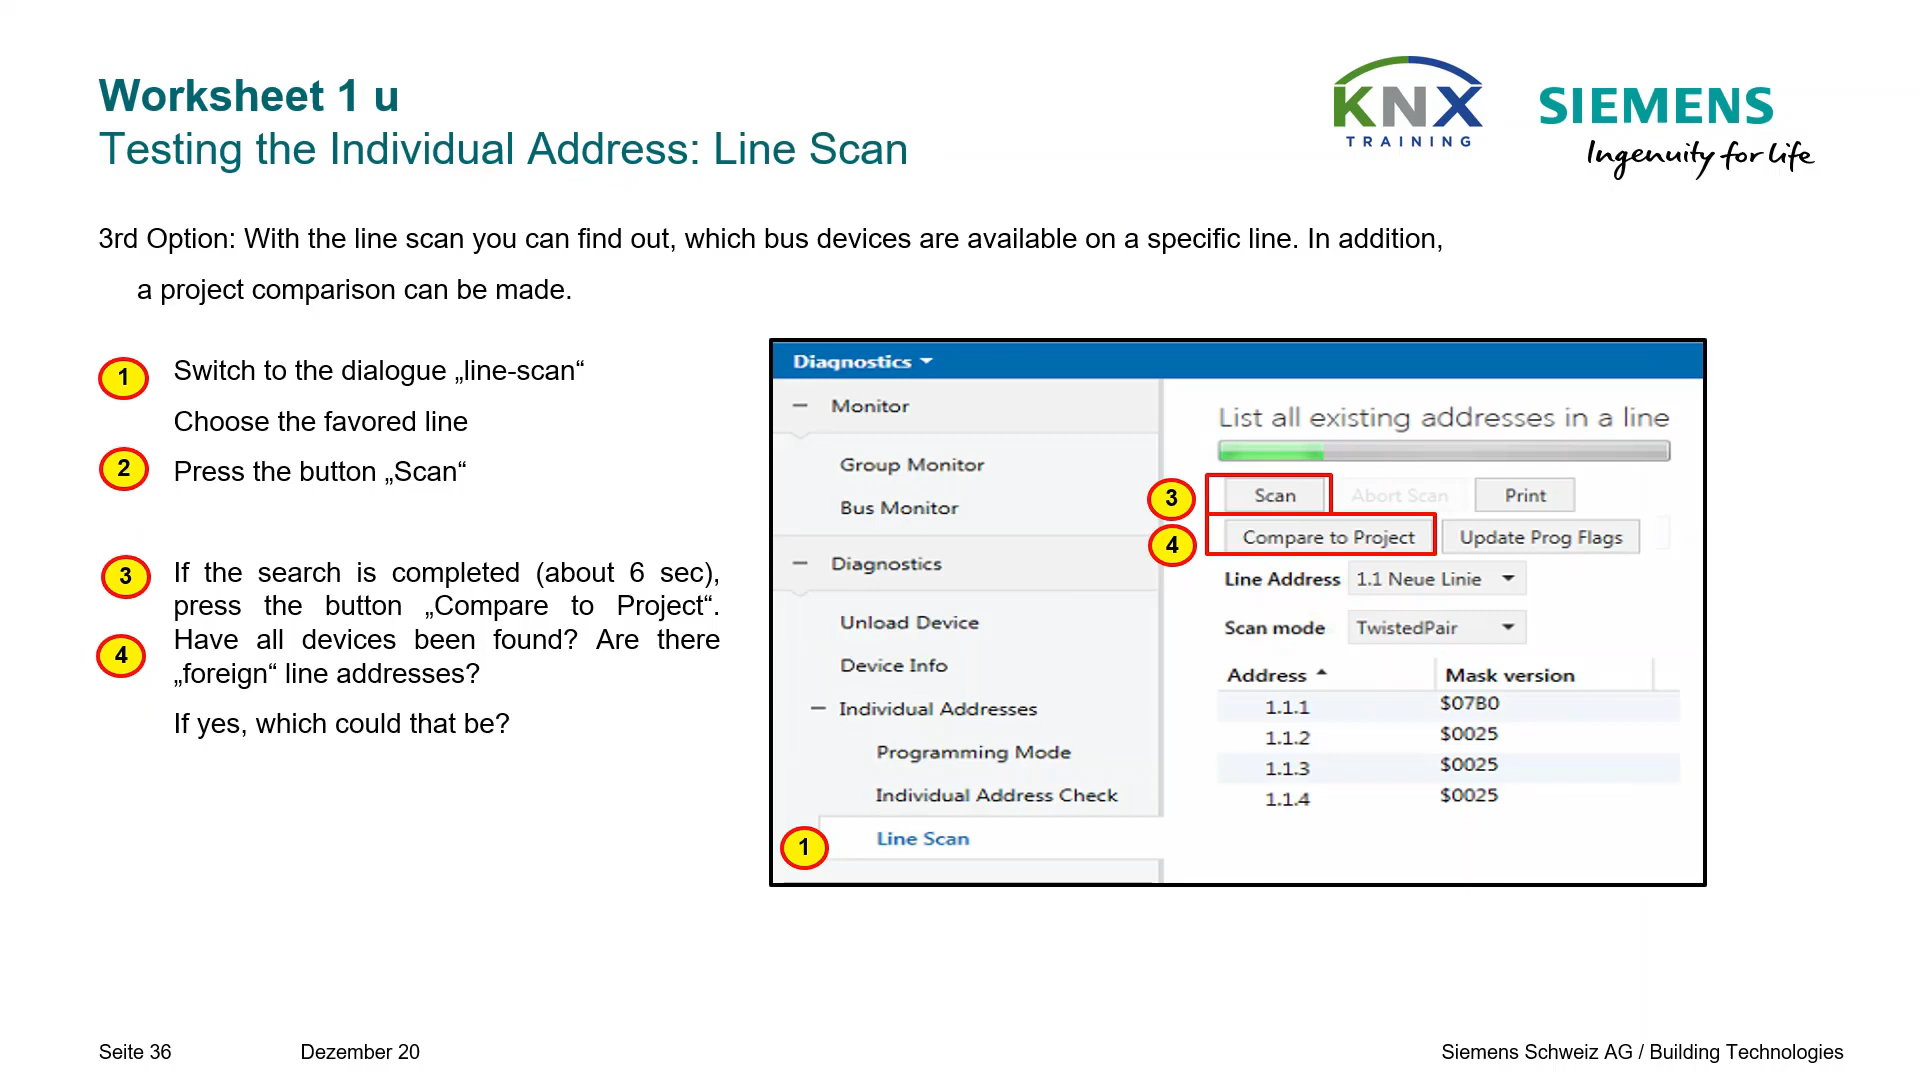 Worksheet 1 u
Testing the Individual Address: Line Scan
KNX
TRAINING
SIEMENS
Ingenuity for life
3rd Option: With the line scan you can find out, which bus devices are available on a specific line. In addition,
a project comparison can be made.
1
Switch to the dialogue „line-scan“
Choose the favored line
2
Press the button „Scan“
3
If the search is completed (about 6 sec),
press the button „Compare to Project“.
4
Have all devices been found? Are there
„foreign“ line addresses?
If yes, which could that be?
Diagnostics
Monitor
Group Monitor
Bus Monitor
Diagnostics
Unload Device
Device Info
Individual Addresses
Programming Mode
Individual Address Check
1
Line Scan
List all existing addresses in a line
3
Scan Abort Scan Print
4
Compare to Project Update Prog Flags
Line Address 1.1 Neue Linie
Scan mode TwistedPair
Address Mask version
1.1.1 $07B0
1.1.2 $0025
1.1.3 $0025
1.1.4 $0025
Seite 36 Dezember 20 Siemens Schweiz AG / Building Technologies